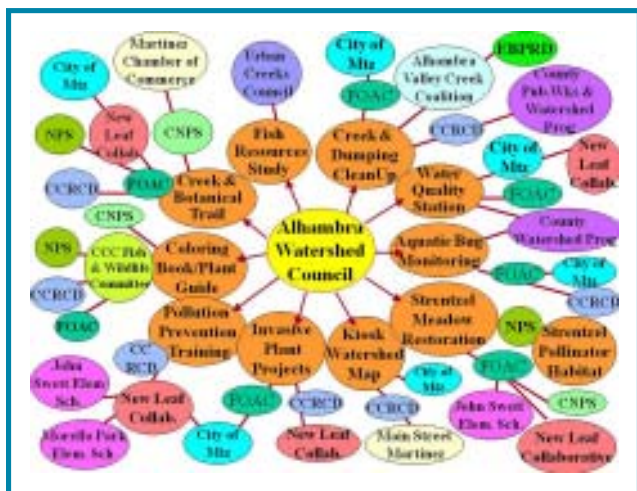 Martinez
Chamber of
Commerce
City of
Mtz
New
Leaf
Collab.
NPS
CNPS
CCRCD
FOAC
Creek &
Botanical
Trail
Urban
Creeks
Council
Fish
Resources
Study
City of
Mtz
FOAC
Creek &
Dumping
CleanUp
Alhambra
Valley Creek
Coalition
EBPRD
CCRCD
County
Pub Wks &
Watershed
Prog
Water
Quality
Station
City of
Mtz
New
Leaf
Collab.
FOAC
County
Watershed Prog
Aquatic Bug
Monitoring
FOAC
City of
Mtz
CCRCD
Alhambra
Watershed
Council
CNPS
NPS
CCC Fish
& Wildlife
Committee
CCRCD
FOAC
Coloring
Book/Plant
Guide
Pollution
Prevention
Training
CC
RCD
John
Swett Elem
Sch.
New Leaf
Collab.
Morello Park
Elem. Sch
City of
Mtz
Invasive
Plant
Projects
FOAC
CCRCD
New Leaf
Collab.
Kiosk
Watershed
Map
City of
Mtz
CCRCD
Main Street
Martinez
Strentzel
Meadow
Restoration
NPS
Strentzel
Pollinator
Habitat
FOAC
CNPS
John Swett
Elem. Sch.
New Leaf
Collaborative